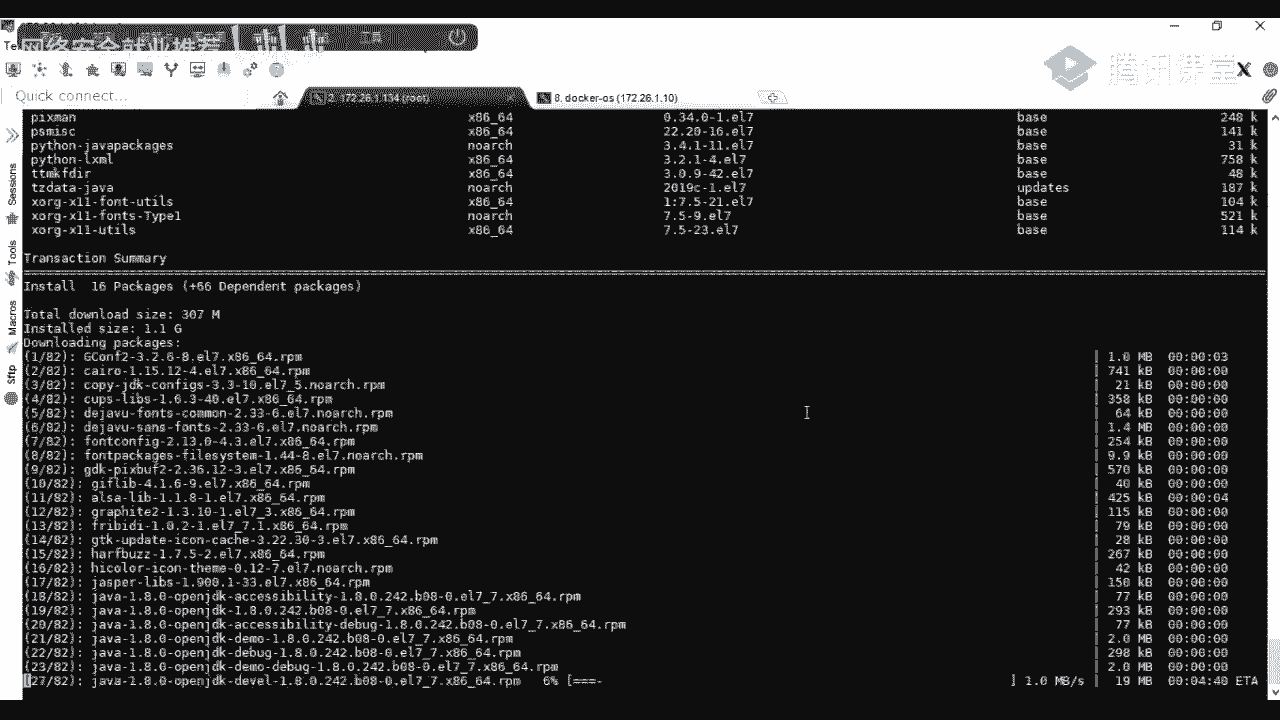 网络安全就业推荐
工具
腾讯课堂
Quick connect...
2. 172.26.1.134 (root)
8. docker-os (172.26.1.10)
Sessions
Tools
Macros
Sftp
pixman x86_64 0.34.0-1.el7 base 248 k
psmisc x86_64 22.20-16.el7 base 141 k
python-javapackages noarch 3.4.1-11.el7 base 31 k
python-lxml x86_64 3.2.1-4.el7 base 758 k
ttmkfdir x86_64 3.0.9-42.el7 base 48 k
tzdata-java noarch 2019c-1.el7 updates 187 k
xorg-x11-font-utils x86_64 1:7.5-21.el7 base 104 k
xorg-x11-fonts-Type1 noarch 7.5-9.el7 base 521 k
xorg-x11-utils x86_64 7.5-23.el7 base 114 k
Transaction Summary
Install 16 Packages (+66 Dependent packages)
Total download size: 307 M
Installed size: 1.1 G
Downloading packages:
(1/82): GConf2-3.2.6-8.el7.x86_64.rpm | 1.0 MB 00:00:03
(2/82): cairo-1.15.12-4.el7.x86_64.rpm | 741 kB 00:00:00
(3/82): copy-jdk-configs-3.3-10.el7_5.noarch.rpm | 21 kB 00:00:00
(4/82): cups-libs-1.6.3-40.el7.x86_64.rpm | 358 kB 00:00:00
(5/82): dejavu-fonts-common-2.33-6.el7.noarch.rpm | 64 kB 00:00:00
(6/82): dejavu-sans-fonts-2.33-6.el7.noarch.rpm | 1.4 MB 00:00:00
(7/82): fontconfig-2.13.0-4.3.el7.x86_64.rpm | 254 kB 00:00:00
(8/82): fontpackages-filesystem-1.44-8.el7.noarch.rpm | 9.9 kB 00:00:00
(9/82): gdk-pixbuf2-2.36.12-3.el7.x86_64.rpm | 570 kB 00:00:00
(10/82): giflib-4.1.6-9.el7.x86_64.rpm | 40 kB 00:00:00
(11/82): alsa-lib-1.1.8-1.el7.x86_64.rpm | 425 kB 00:00:04
(12/82): graphite2-1.3.10-1.el7_3.x86_64.rpm | 115 kB 00:00:00
(13/82): fribidi-1.0.2-1.el7_7.1.x86_64.rpm | 79 kB 00:00:00
(14/82): gtk-update-icon-cache-3.22.30-3.el7.x86_64.rpm | 28 kB 00:00:00
(15/82): harfbuzz-1.7.5-2.el7.x86_64.rpm | 267 kB 00:00:00
(16/82): hicolor-icon-theme-0.12-7.el7.noarch.rpm | 42 kB 00:00:00
(17/82): jasper-libs-1.900.1-33.el7.x86_64.rpm | 150 kB 00:00:00
(18/82): java-1.8.0-openjdk-accessibility-1.8.0.242.b08-0.el7_7.x86_64.rpm | 77 kB 00:00:00
(19/82): java-1.8.0-openjdk-1.8.0.242.b08-0.el7_7.x86_64.rpm | 293 kB 00:00:00
(20/82): java-1.8.0-openjdk-accessibility-debug-1.8.0.242.b08-0.el7_7.x86_64.rpm | 77 kB 00:00:00
(21/82): java-1.8.0-openjdk-demo-1.8.0.242.b08-0.el7_7.x86_64.rpm | 2.0 MB 00:00:00
(22/82): java-1.8.0-openjdk-debug-1.8.0.242.b08-0.el7_7.x86_64.rpm | 298 kB 00:00:00
(23/82): java-1.8.0-openjdk-demo-debug-1.8.0.242.b08-0.el7_7.x86_64.rpm | 2.0 MB 00:00:00
(27/82): java-1.8.0-openjdk-devel-1.8.0.242.b08-0.el7_7.x86_64.rpm 6% [===- ] 1.0 MB/s | 19 MB 00:04:40 ETA